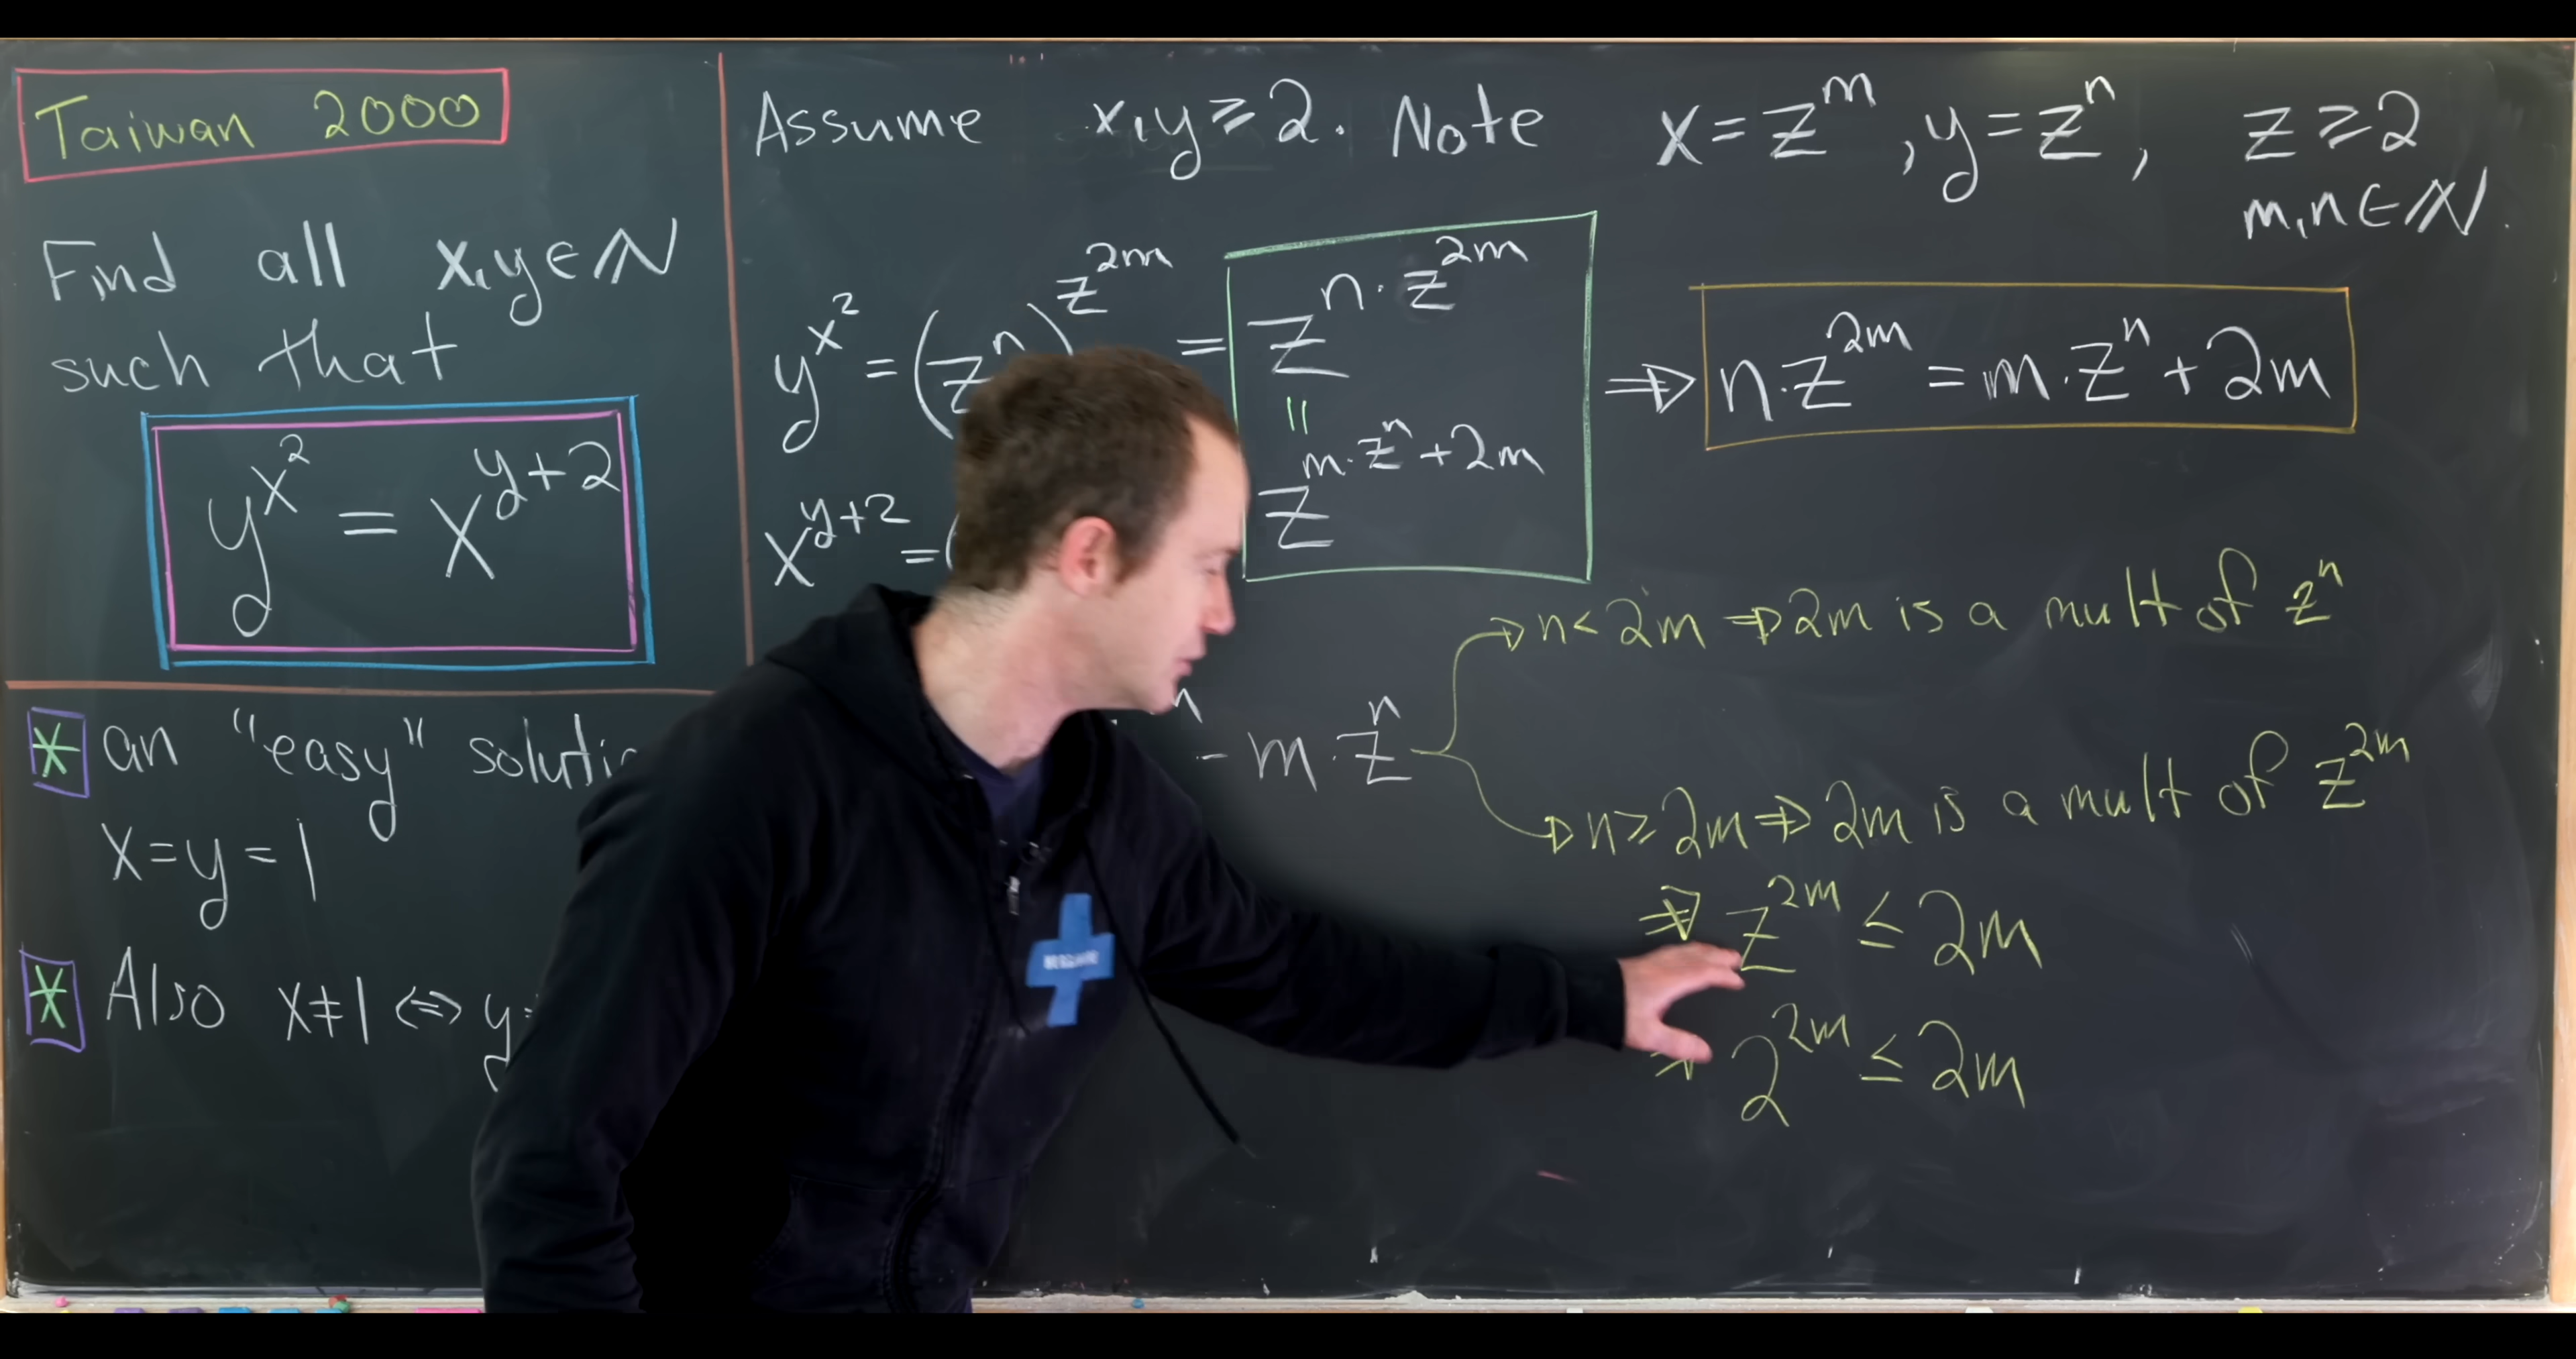 Taiwan 2000
Find all x,y∈ℕ
such that
y^{x^2} = x^{y+2}
* an "easy"
x=y=1
* Also x≠1 ⇔ y
Assume x,y≥2. Note x=z^m, y=z^n, z≥2
m,n∈ℕ.
y^{x^2} = (z^n)^{z^{2m}} = z^{n·z^{2m}}
=
x^{y+2} = ( z^{m·z^n+2m}
⇒ n·z^{2m} = m·z^n + 2m
n<2m ⇒ 2m is a mult of z^n
- m·z^n
n≥2m ⇒ 2m is a mult of z^{2m}
⇒ z^{2m} ≤ 2m
2^{2m} ≤ 2m